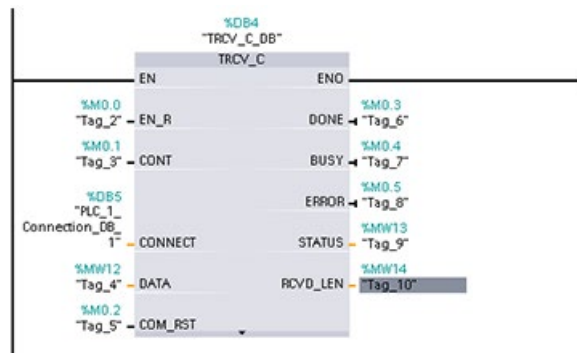 %DB4
"TRCV_C_DB"
TRCV_C
EN ENO
%M0.0 %M0.3
"Tag_2" EN_R DONE "Tag_6"
%M0.1 %M0.4
"Tag_3" CONT BUSY "Tag_7"
%DB5 %M0.5
"PLC_1_ ERROR "Tag_8"
Connection_DB_ %MW13
1" CONNECT STATUS "Tag_9"
%MW12 %MW14
"Tag_4" DATA RCVD_LEN "Tag_10"
%M0.2
"Tag_5" COM_RST